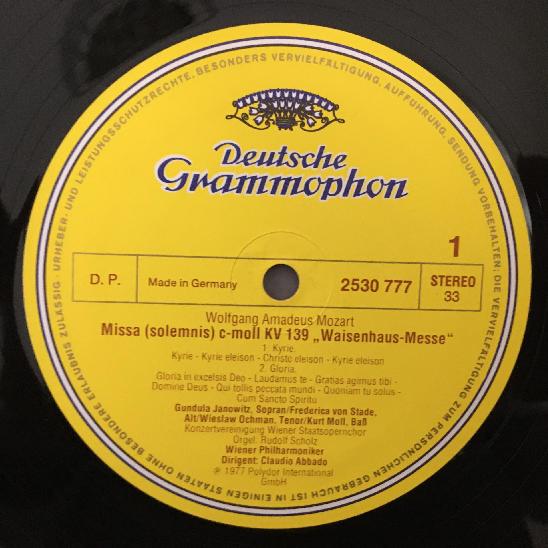 URHEBER- UND LEISTUNGSSCHUTZRECHTE, BESONDERS VERVIELFÄLTIGUNG, AUFFÜHRUNG, SENDUNG VORBEHALTEN; DIE VERVIELFÄLTIGUNG ZUM PERSÖNLICHEN GEBRAUCH IST IN EINIGEN STAATEN OHNE BESONDERE ERLAUBNIS ZULÄSSIG ·
Deutsche
Grammophon
1
D. P. Made in Germany 2530 777 STEREO
33
Wolfgang Amadeus Mozart
Missa (solemnis) c-moll KV 139 „Waisenhaus-Messe“
1. Kyrie.
Kyrie - Kyrie eleison - Christe eleison - Kyrie eleison
2. Gloria.
Gloria in excelsis Deo - Laudamus te - Gratias agimus tibi -
Domine Deus - Qui tollis peccata mundi - Quoniam tu solus -
Cum Sancto Spiritu
Gundula Janowitz, Sopran/Frederica von Stade,
Alt/Wiesław Ochman, Tenor/Kurt Moll, Baß
Konzertvereinigung Wiener Staatsopernchor
Orgel: Rudolf Scholz
Wiener Philharmoniker
Dirigent: Claudio Abbado
℗ 1977 Polydor International
GmbH